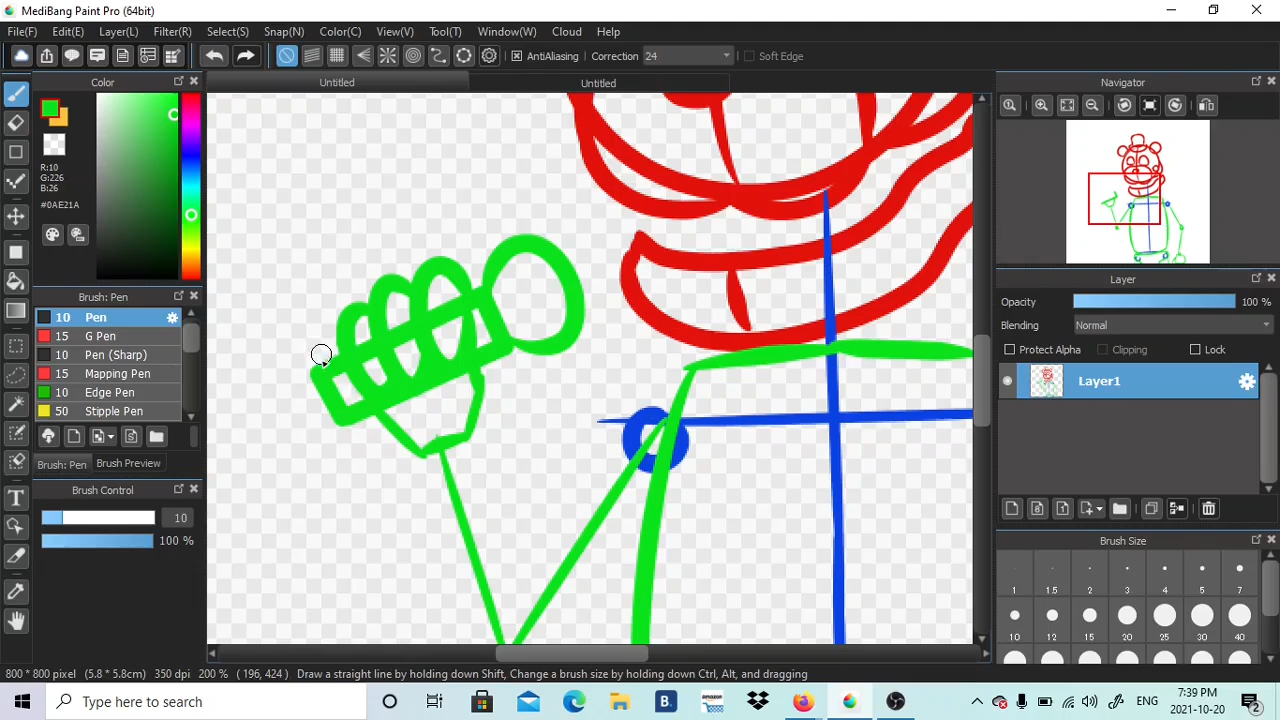 MediBang Paint Pro (64bit)
File(F) Edit(E) Layer(L) Filter(R) Select(S) Snap(N) Color(C) View(V) Tool(T) Window(W) Cloud Help
AntiAliasing Correction 24 Soft Edge
Color
Untitled Untitled
Navigator
R:10
G:226
B:26
#0AE21A
Brush: Pen
10 Pen
15 G Pen
10 Pen (Sharp)
15 Mapping Pen
10 Edge Pen
50 Stipple Pen
Brush: Pen Brush Preview
Brush Control
10
100 %
Layer
Opacity 100 %
Blending Normal
Protect Alpha Clipping Lock
Layer1
Brush Size
1 1.5 2 3 4 5 7
10 12 15 20 25 30 40
800 * 800 pixel (5.8 * 5.8cm) 350 dpi 200 % (196, 424) Draw a straight line by holding down Shift, Change a brush size by holding down Ctrl, Alt, and dragging
Type here to search
B.
amazon
ENG
7:39 PM
2021-10-20
2